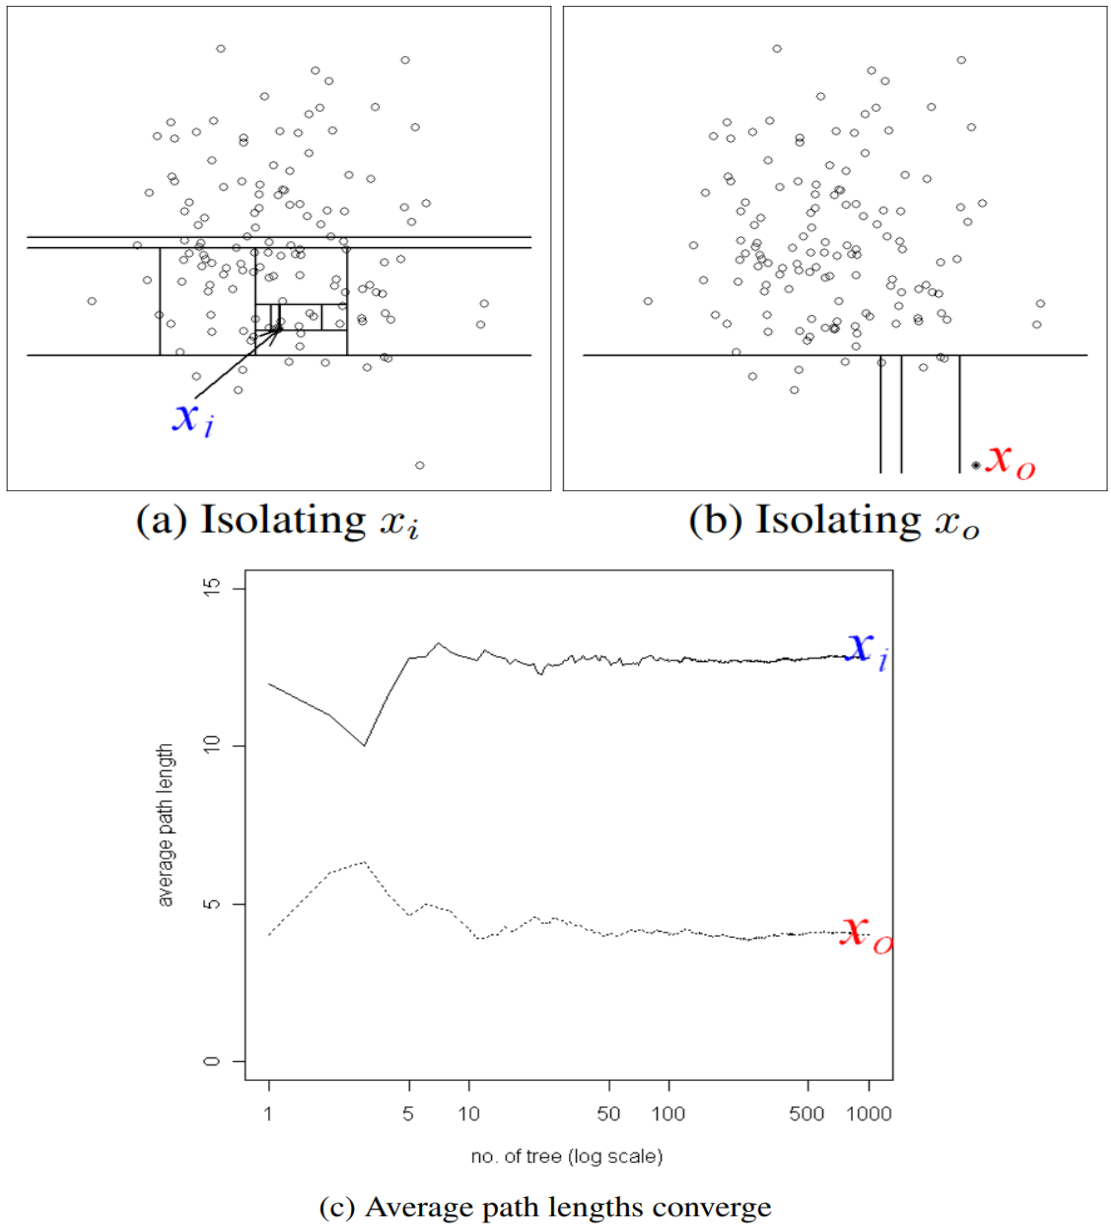 x_i
x_o
(a) Isolating x_i
(b) Isolating x_o
15
10
5
0
average path length
x_i
x_o
1 5 10 50 100 500 1000
no. of tree (log scale)
(c) Average path lengths converge